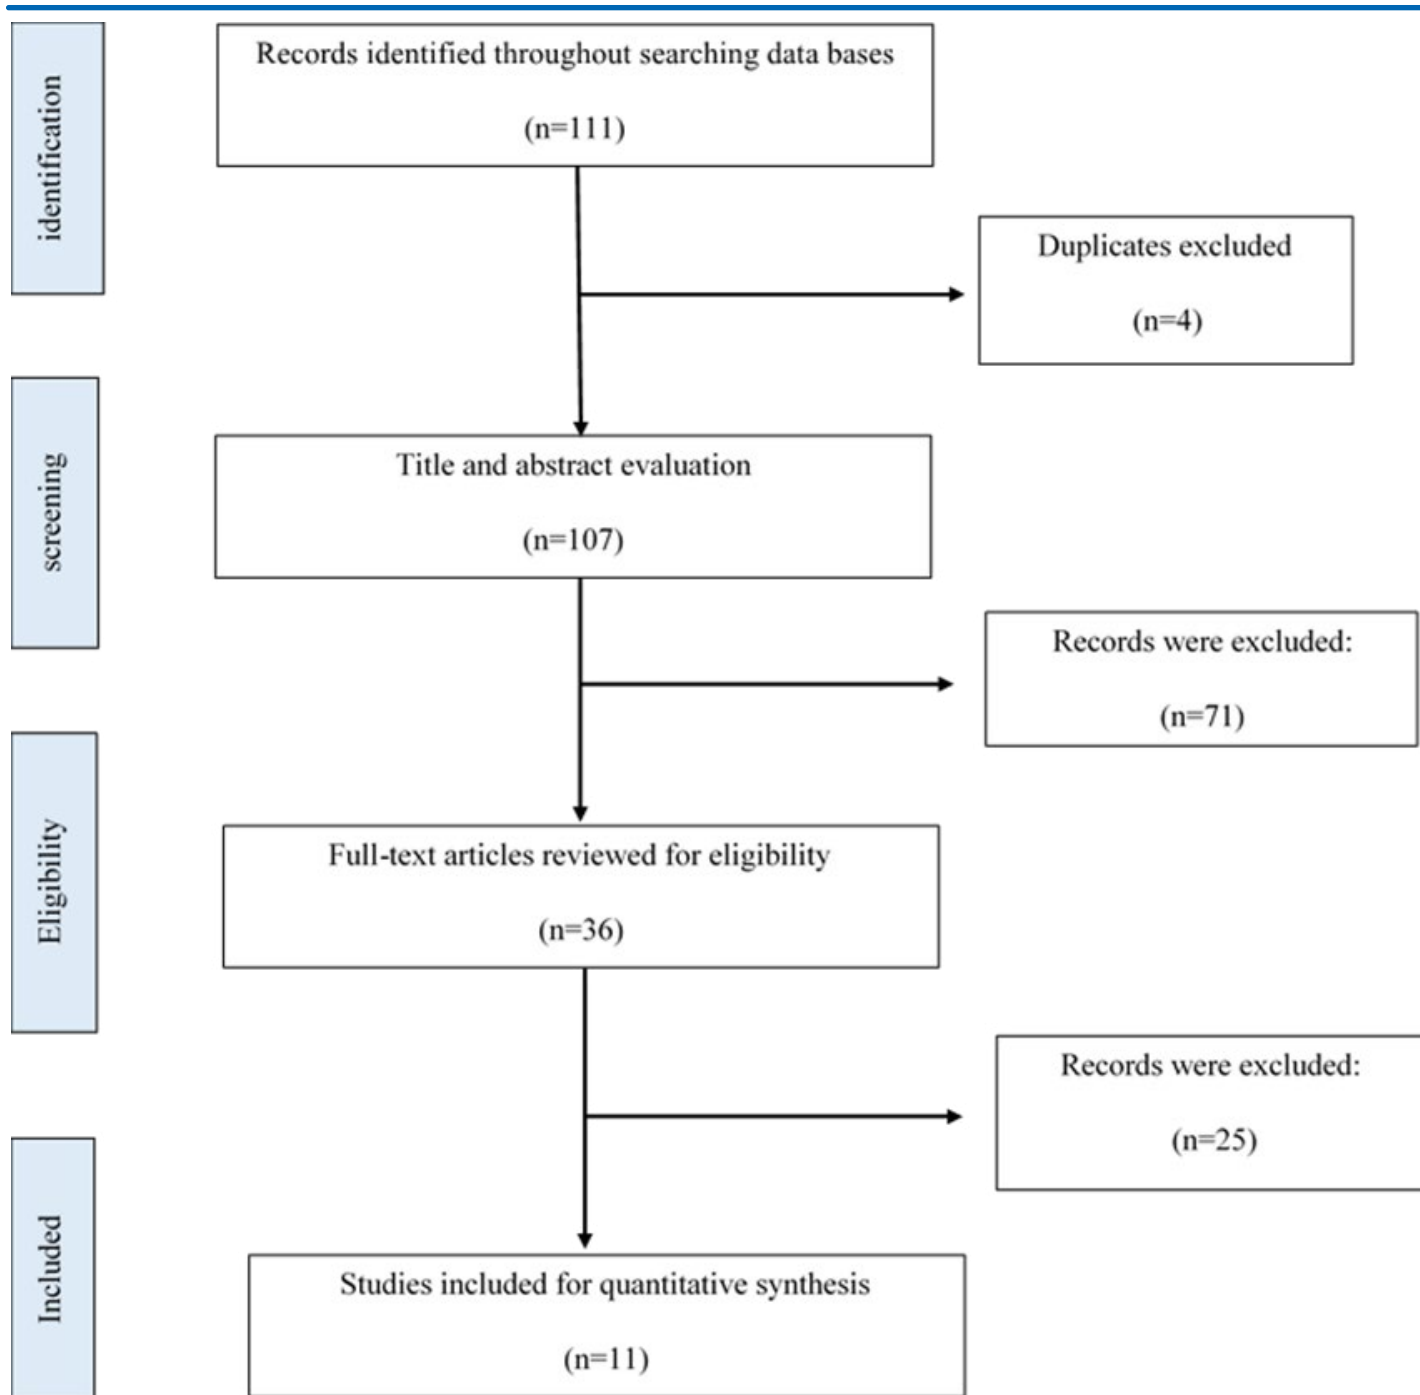 identification
Records identified throughout searching data bases
(n=111)
Duplicates excluded
(n=4)
screening
Title and abstract evaluation
(n=107)
Records were excluded:
(n=71)
Eligibility
Full-text articles reviewed for eligibility
(n=36)
Records were excluded:
(n=25)
Included
Studies included for quantitative synthesis
(n=11)